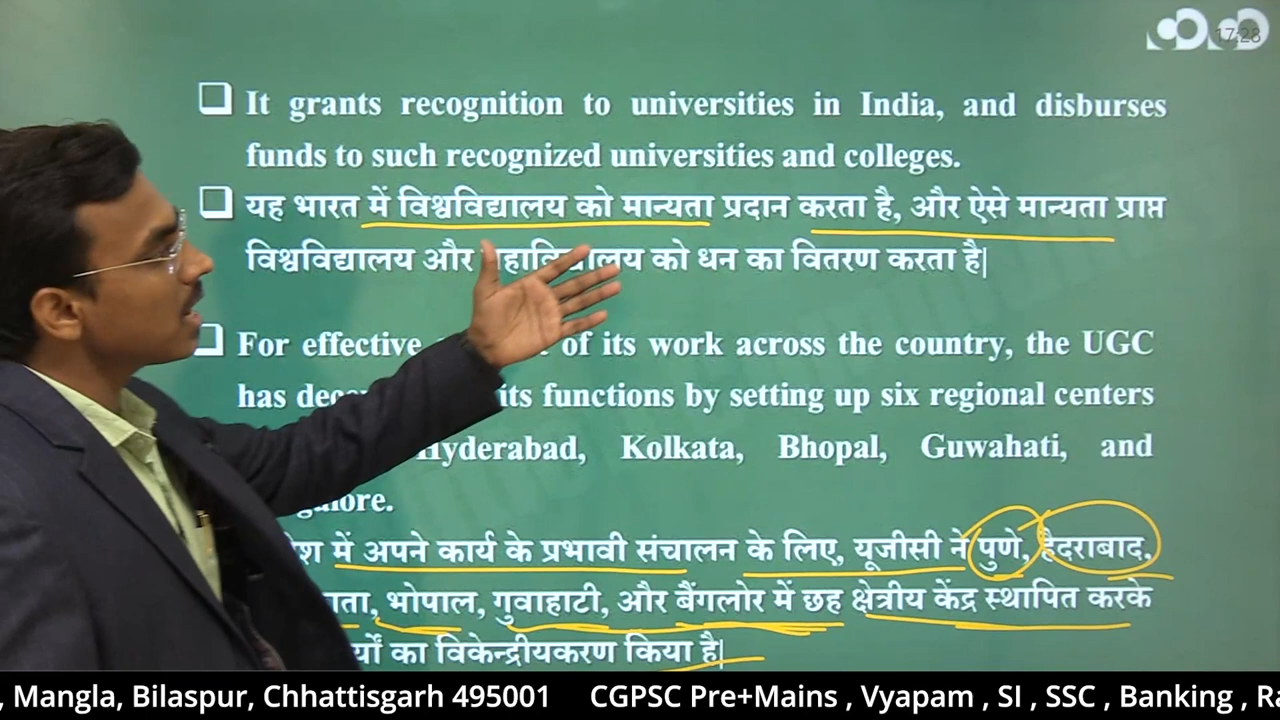 17:28
It grants recognition to universities in India, and disburses
funds to such recognized universities and colleges.
यह भारत में विश्वविद्यालय को मान्यता प्रदान करता है, और ऐसे मान्यता प्राप्त
विश्वविद्यालय और को धन का वितरण करता है|
For effective of its work across the country, the UGC
has its functions by setting up six regional centers
Hyderabad, Kolkata, Bhopal, Guwahati, and
में अपने कार्य के प्रभावी संचालन के लिए, यूजीसी ने पुणे, हैदराबाद,
भोपाल, गुवाहाटी, और बैंगलोर में छह क्षेत्रीय केंद्र स्थापित करके
का विकेन्द्रीयकरण किया है|
, Mangla, Bilaspur, Chhattisgarh 495001 CGPSC Pre+Mains , Vyapam , SI , SSC , Banking ,